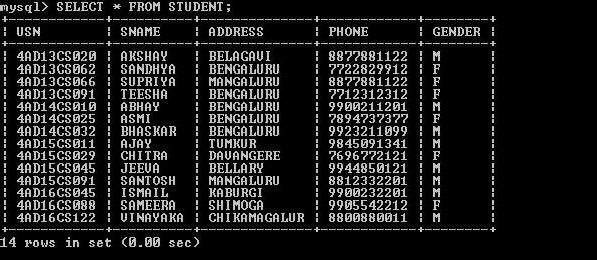 mysql> SELECT * FROM STUDENT;
| USN | SNAME | ADDRESS | PHONE | GENDER |
| 4AD13CS020 | AKSHAY | BELAGAVI | 8877881122 | M |
| 4AD13CS062 | SANDHYA | BENGALURU | 7722829912 | F |
| 4AD13CS066 | SUPRIYA | MANGALURU | 8877881122 | F |
| 4AD13CS091 | TEESHA | BENGALURU | 7712312312 | F |
| 4AD14CS010 | ABHAY | BENGALURU | 9900211201 | M |
| 4AD14CS025 | ASMI | BENGALURU | 7894737377 | F |
| 4AD14CS032 | BHASKAR | BENGALURU | 9923211099 | M |
| 4AD15CS011 | AJAY | TUMKUR | 9845091341 | M |
| 4AD15CS029 | CHITRA | DAVANGERE | 7696772121 | F |
| 4AD15CS045 | JEEVA | BELLARY | 9944850121 | M |
| 4AD15CS091 | SANTOSH | MANGALURU | 8812332201 | M |
| 4AD16CS045 | ISMAIL | KABURGI | 9900232201 | M |
| 4AD16CS088 | SAMEERA | SHIMOGA | 9905542212 | F |
| 4AD16CS122 | VINAYAKA | CHIKAMAGALUR | 8800880011 | M |
14 rows in set (0.00 sec)